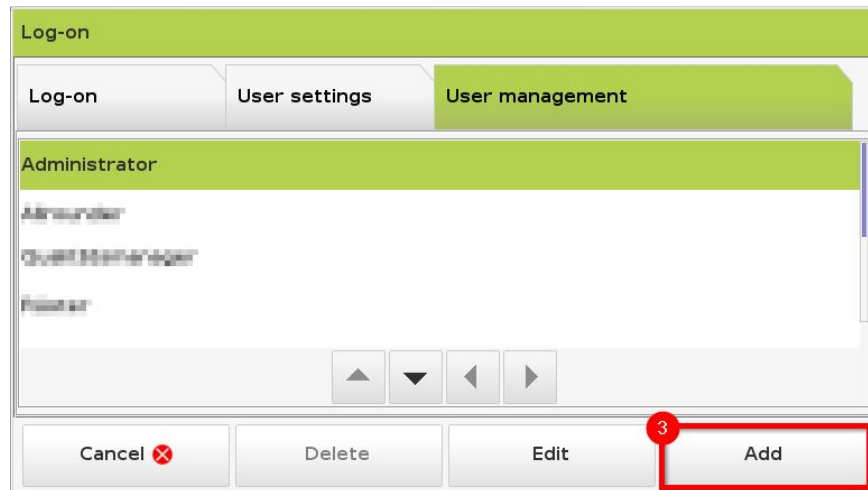 Log-on
Log-on User settings User management
Administrator
3
Cancel Delete Edit Add